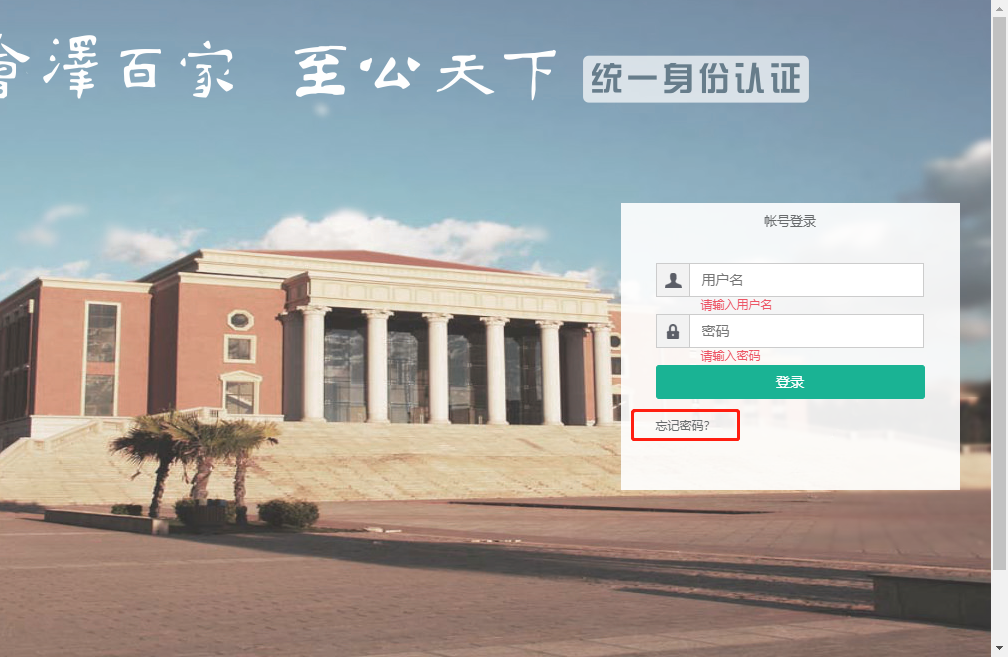 會澤百家 至公天下 统一身份认证
帐号登录
用户名
请输入用户名
密码
请输入密码
登录
忘记密码?